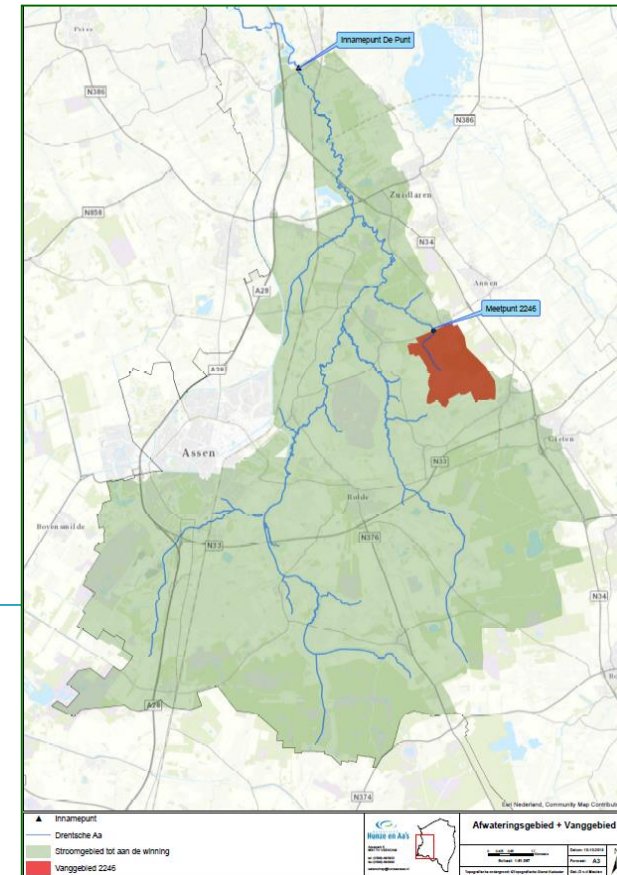 Peize
Innamepunt De Punt
N386
N386
Zuidlaren
N858
N34
Annen
A28
Meetpunt 2246
A28
Assen
Gieten
N33
Rolde
Bovensmilde
N33
N376
N34
A28
N374
Esri Nederland, Community Map Contributo
Innamepunt
Drentsche Aa
Stroomgebied tot aan de winning
Vanggebied 2246
Hunze en Aa's
Afwateringsgebied + Vanggebied
Formaat: A3